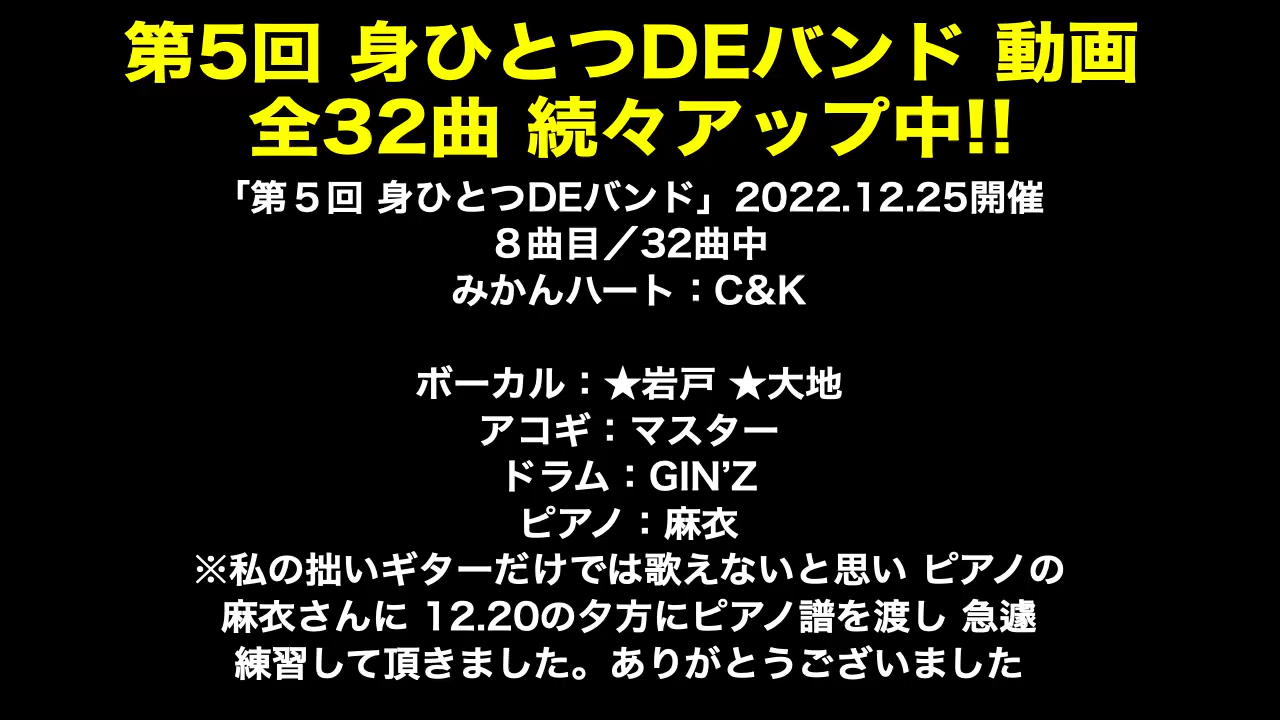 第5回 身ひとつDEバンド 動画
全32曲 続々アップ中!!
「第５回 身ひとつDEバンド」2022.12.25開催
８曲目／32曲中
みかんハート：C&K
ボーカル：★岩戸 ★大地
アコギ：マスター
ドラム：GIN’Z
ピアノ：麻衣
※私の拙いギターだけでは歌えないと思い ピアノの
麻衣さんに 12.20の夕方にピアノ譜を渡し 急遽
練習して頂きました。ありがとうございました